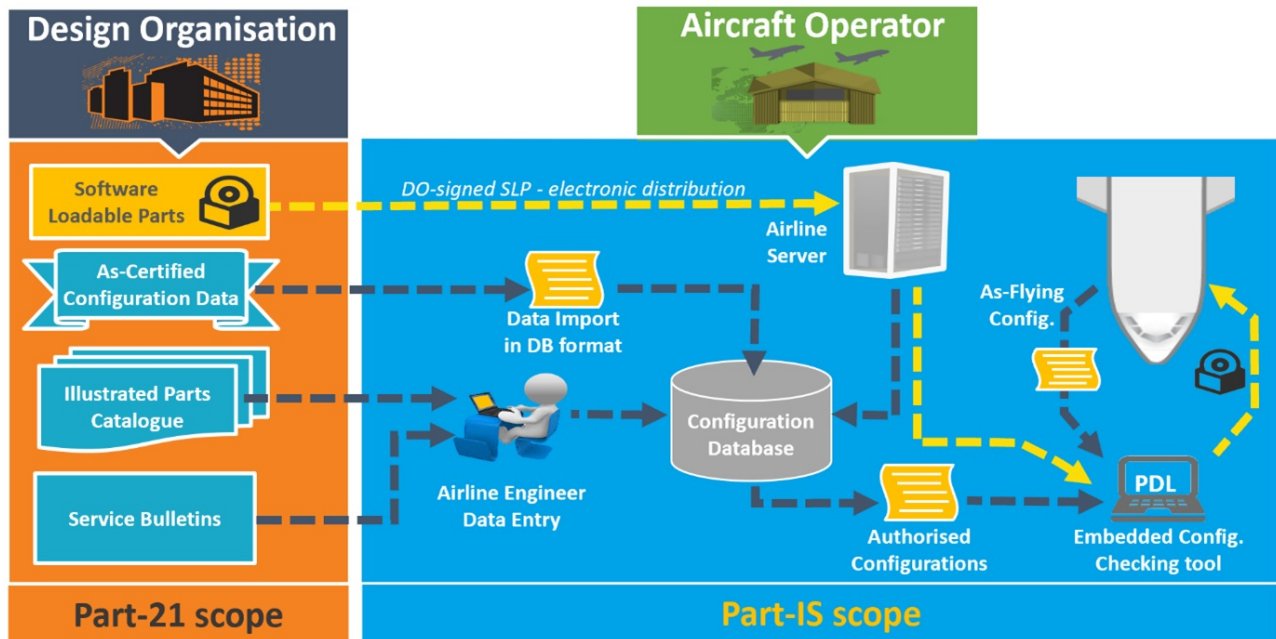 Design Organisation
Aircraft Operator
Software
Loadable Parts
DO-signed SLP - electronic distribution
Airline
Server
As-Certified
Configuration Data
Data Import
in DB format
As-Flying
Config.
Illustrated Parts
Catalogue
Configuration
Database
Airline Engineer
Data Entry
PDL
Service Bulletins
Authorised
Configurations
Embedded Config.
Checking tool
Part-21 scope
Part-IS scope